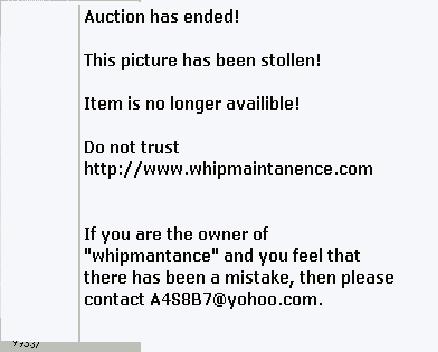 Auction has ended!
This picture has been stollen!
Item is no longer availible!
Do not trust
http://www.whipmaintanence.com
If you are the owner of
"whipmantance" and you feel that
there has been a mistake, then please
contact A4S8B7@yohoo.com.